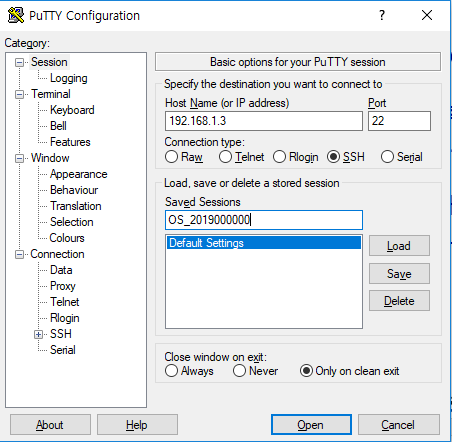 PuTTY Configuration
?
Category:
Session
Logging
Terminal
Keyboard
Bell
Features
Window
Appearance
Behaviour
Translation
Selection
Colours
Connection
Data
Proxy
Telnet
Rlogin
SSH
Serial
Basic options for your PuTTY session
Specify the destination you want to connect to
Host Name (or IP address) Port
192.168.1.3 22
Connection type:
Raw Telnet Rlogin SSH Serial
Load, save or delete a stored session
Saved Sessions
OS_2019000000
Default Settings
Load
Save
Delete
Close window on exit:
Always Never Only on clean exit
About Help Open Cancel